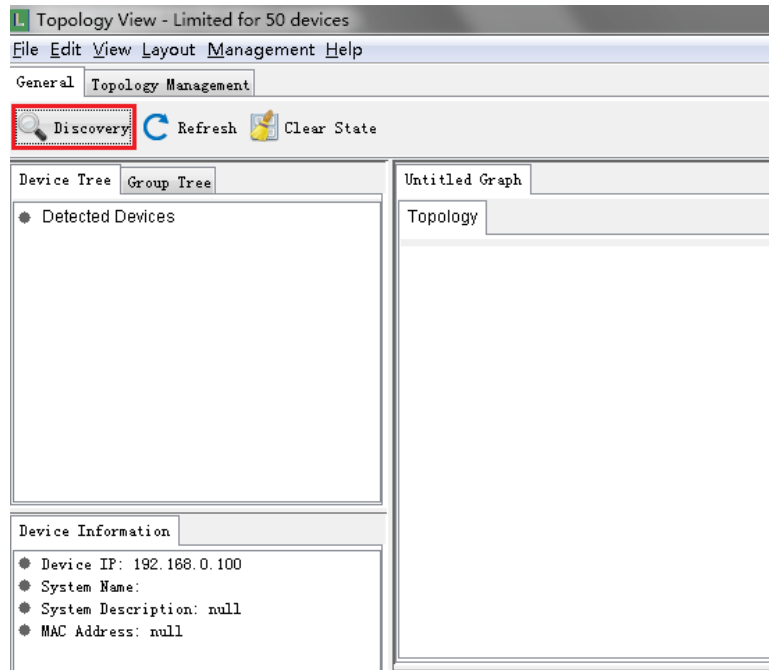 L Topology View - Limited for 50 devices
File Edit View Layout Management Help
General Topology Management
Discovery Refresh Clear State
Device Tree Group Tree
Detected Devices
Untitled Graph
Topology
Device Information
Device IP: 192.168.0.100
System Name:
System Description: null
MAC Address: null